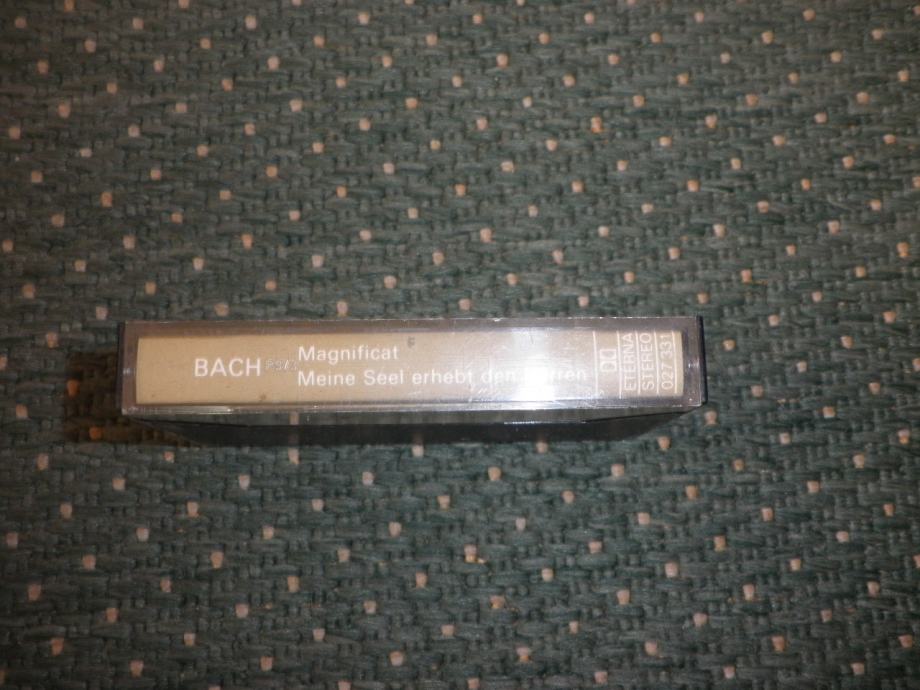 BACH
Magnificat
Meine Seel erhebt den Herren
ETERNA
STEREO
027 331